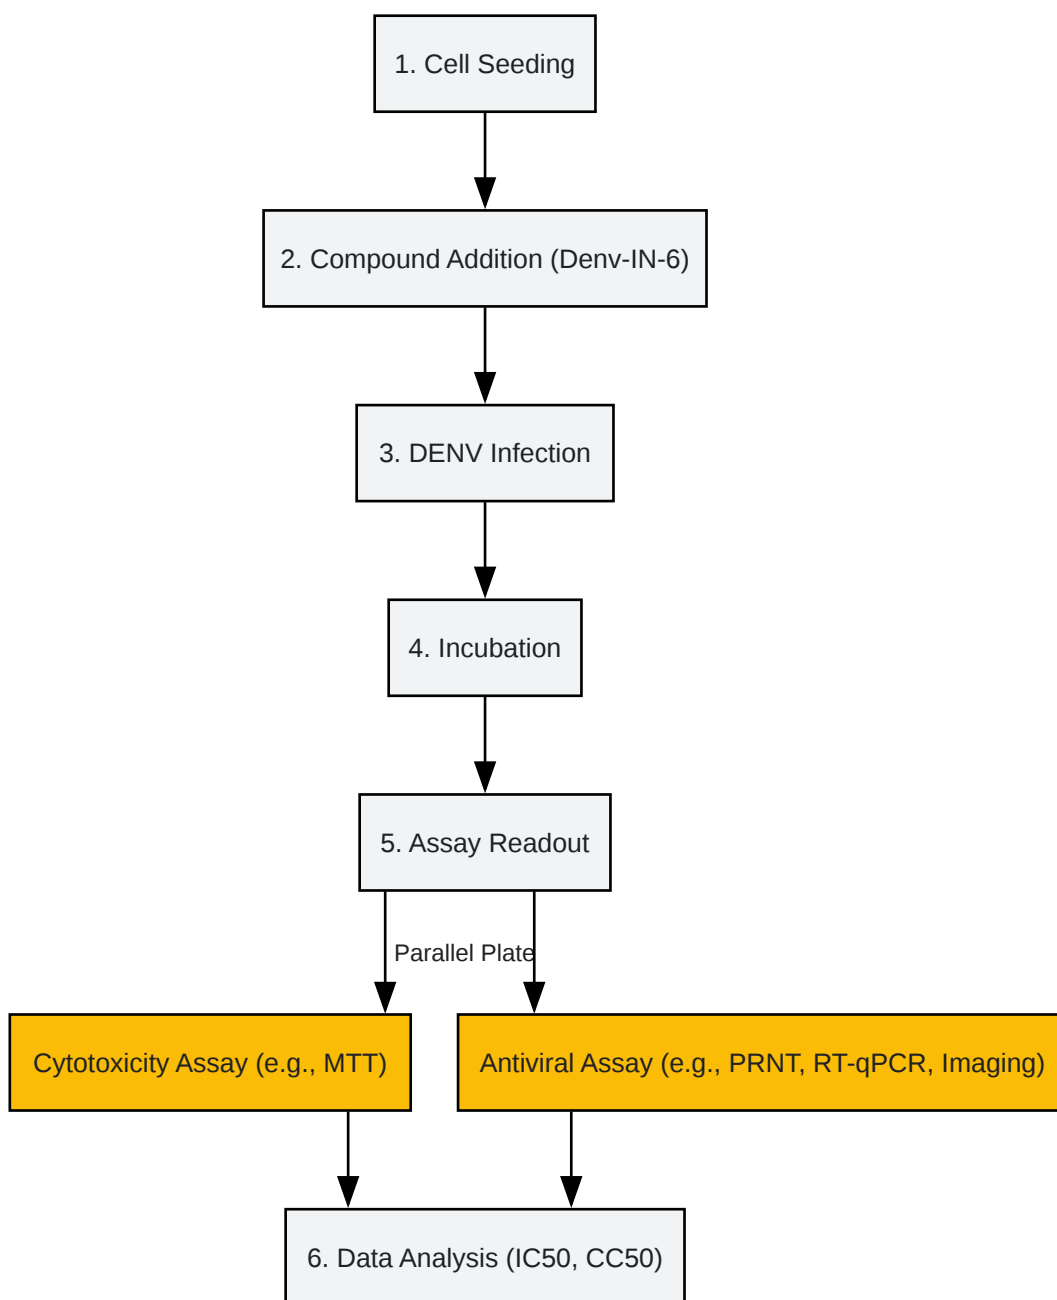 1. Cell Seeding
2. Compound Addition (Denv-IN-6)
3. DENV Infection
4. Incubation
5. Assay Readout
Parallel Plate
Cytotoxicity Assay (e.g., MTT)
Antiviral Assay (e.g., PRNT, RT-qPCR, Imaging)
6. Data Analysis (IC50, CC50)